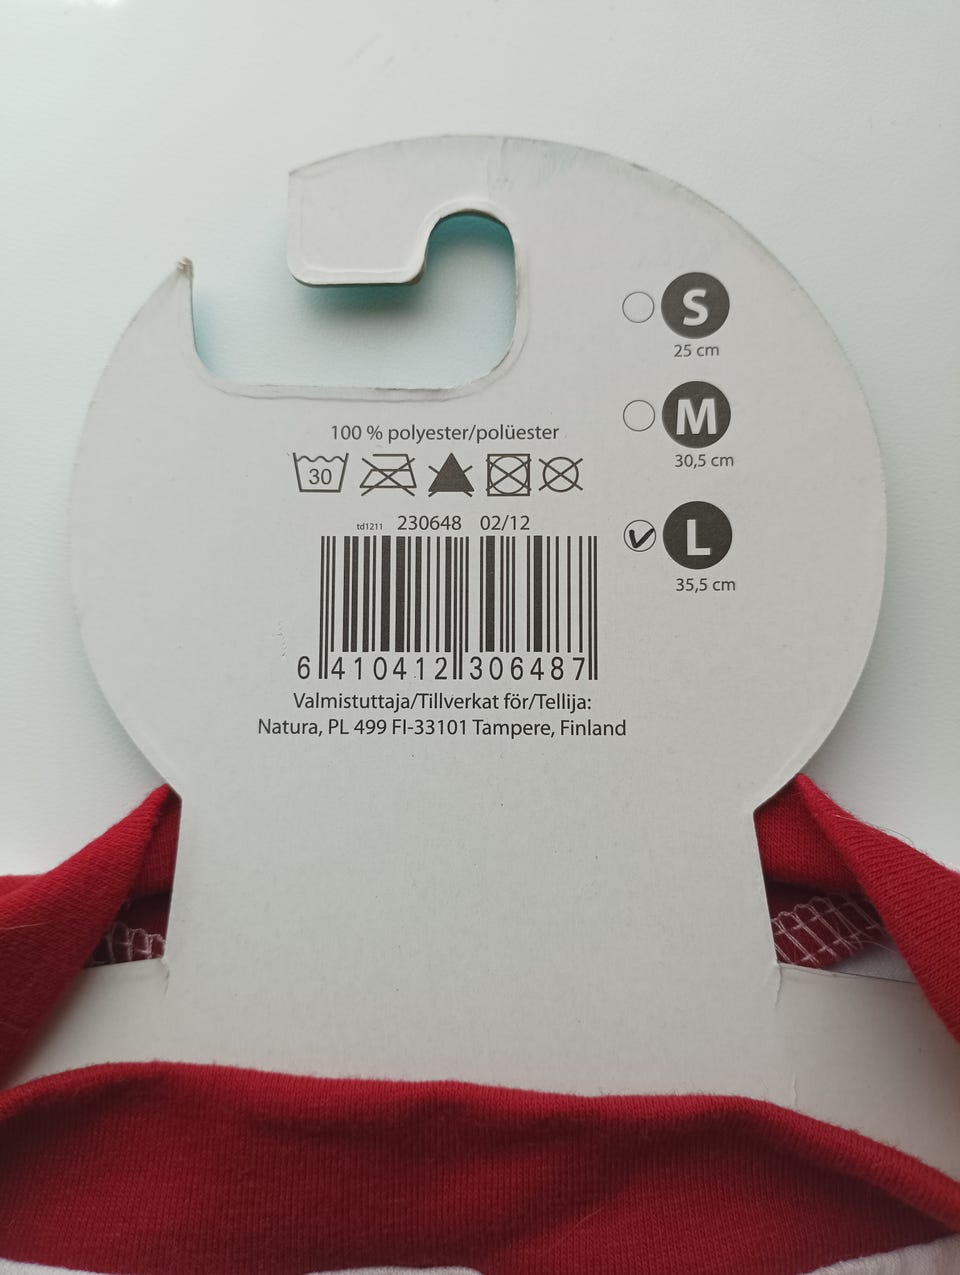 S
25 cm
M
30,5 cm
L
35,5 cm
100 % polyester/polüester
30
td1211 230648 02/12
6 410412 306487
Valmistuttaja/Tillverkat för/Tellija:
Natura, PL 499 FI-33101 Tampere, Finland